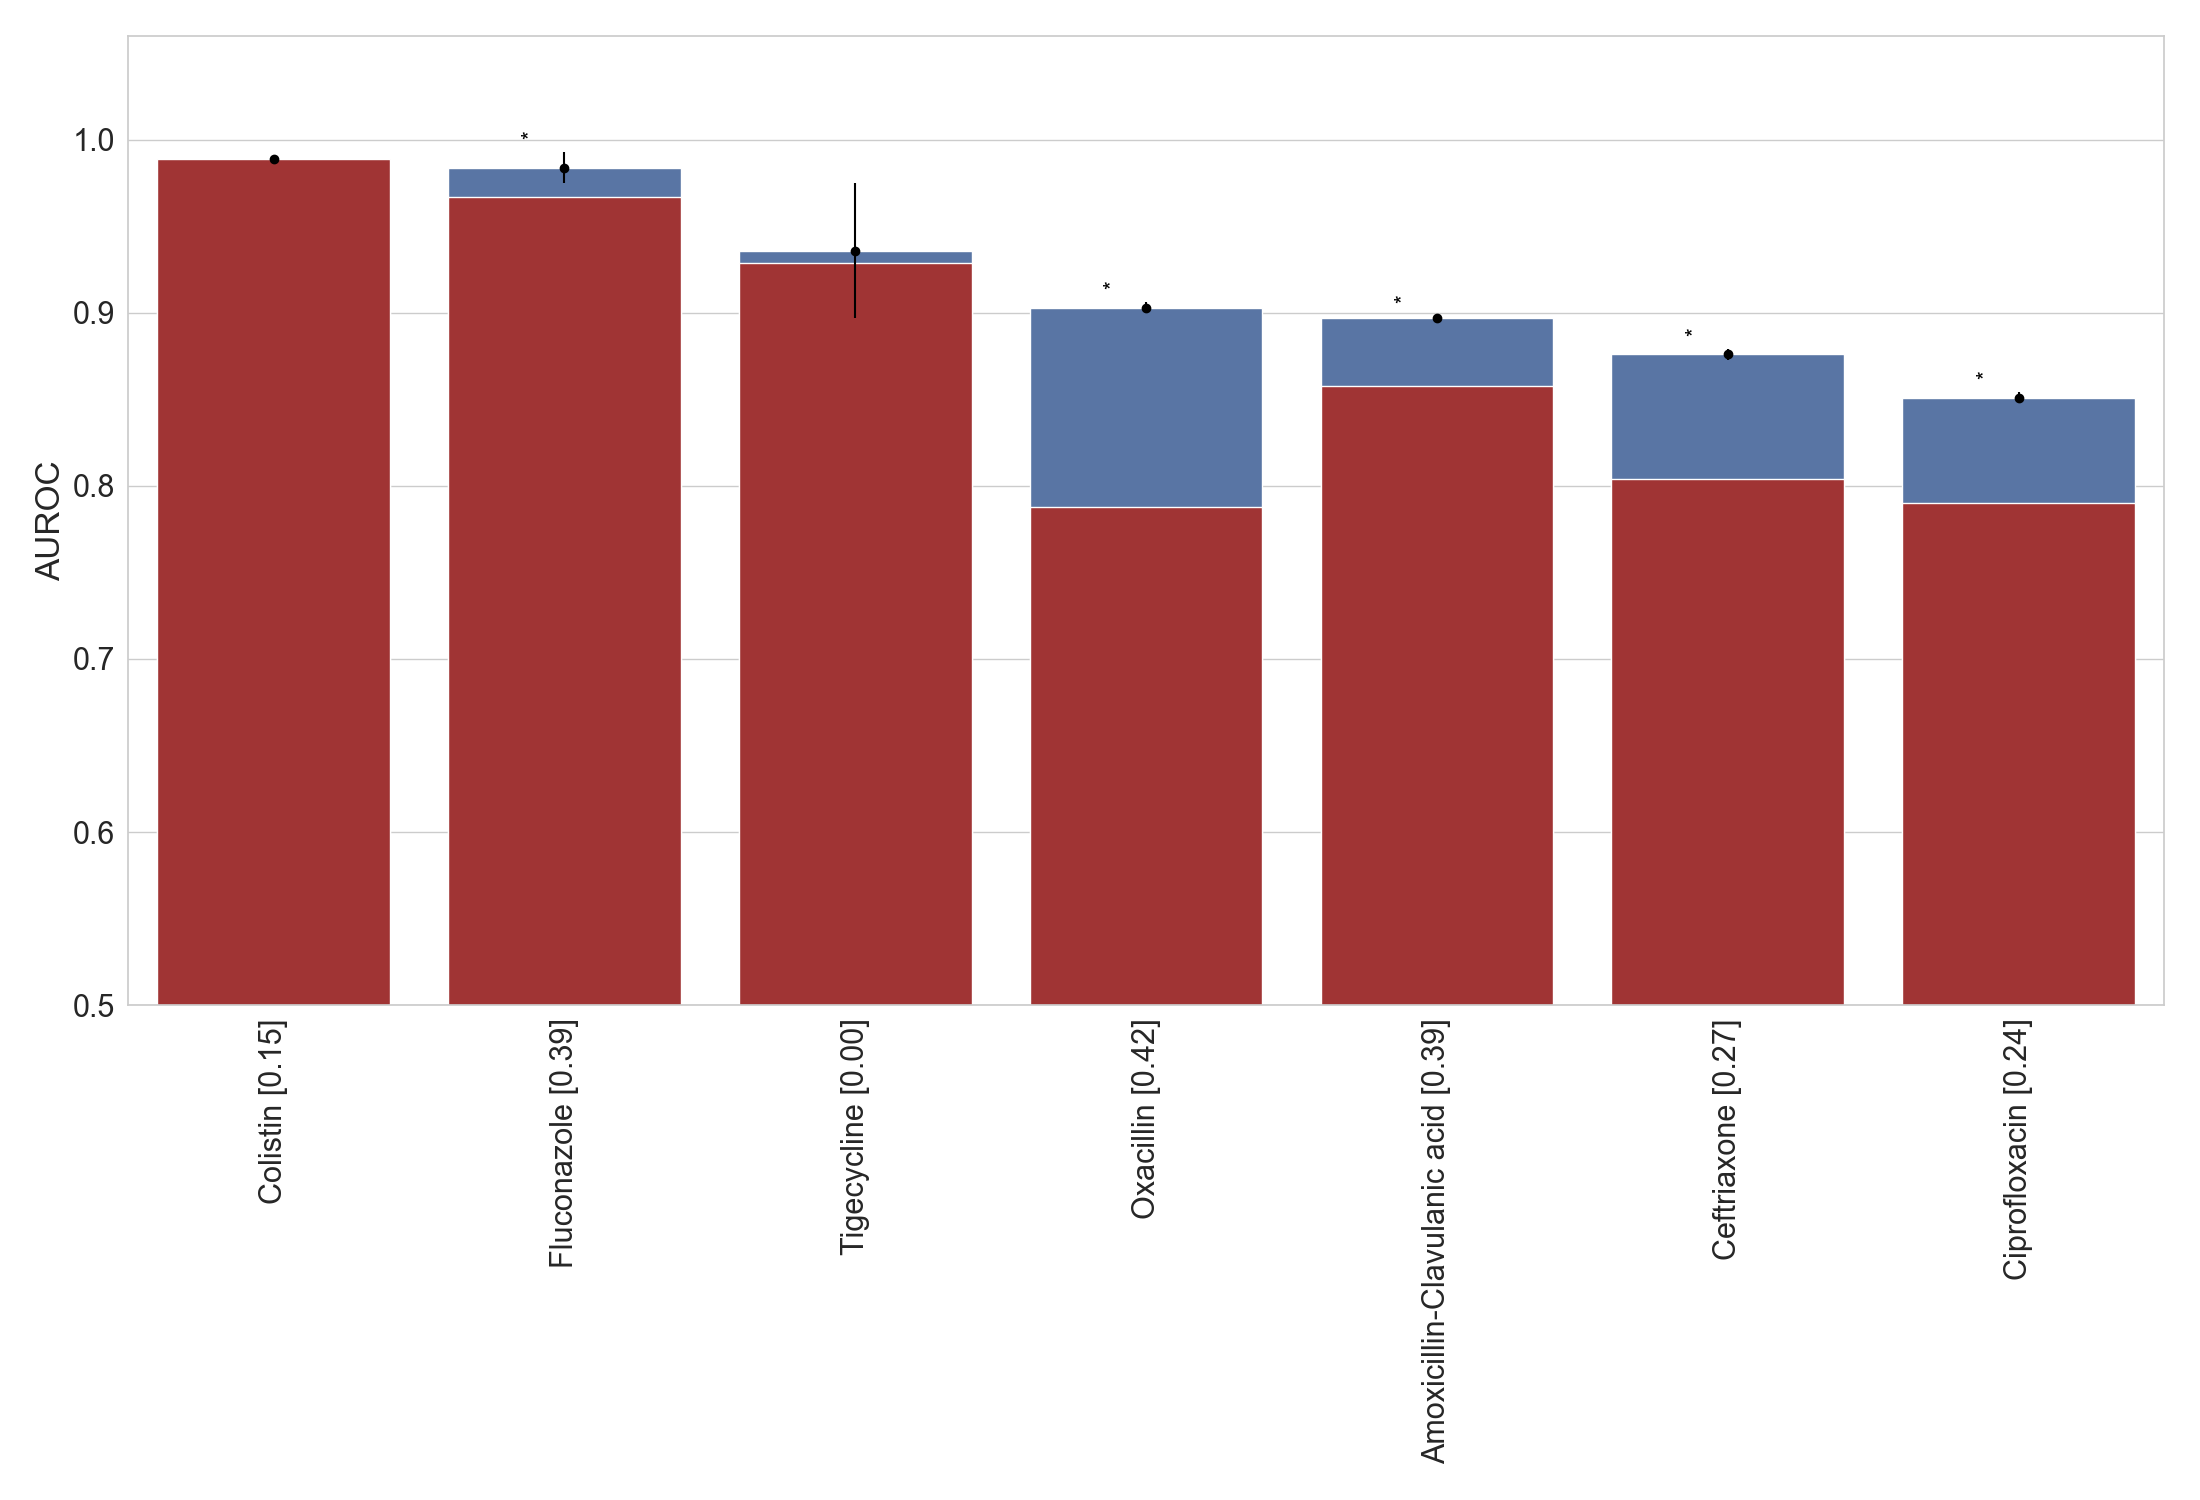 AUROC
1.0
0.9
0.8
0.7
0.6
0.5
*
*
*
*
*
Colistin [0.15]
Fluconazole [0.39]
Tigecycline [0.00]
Oxacillin [0.42]
Amoxicillin-Clavulanic acid [0.39]
Ceftriaxone [0.27]
Ciprofloxacin [0.24]